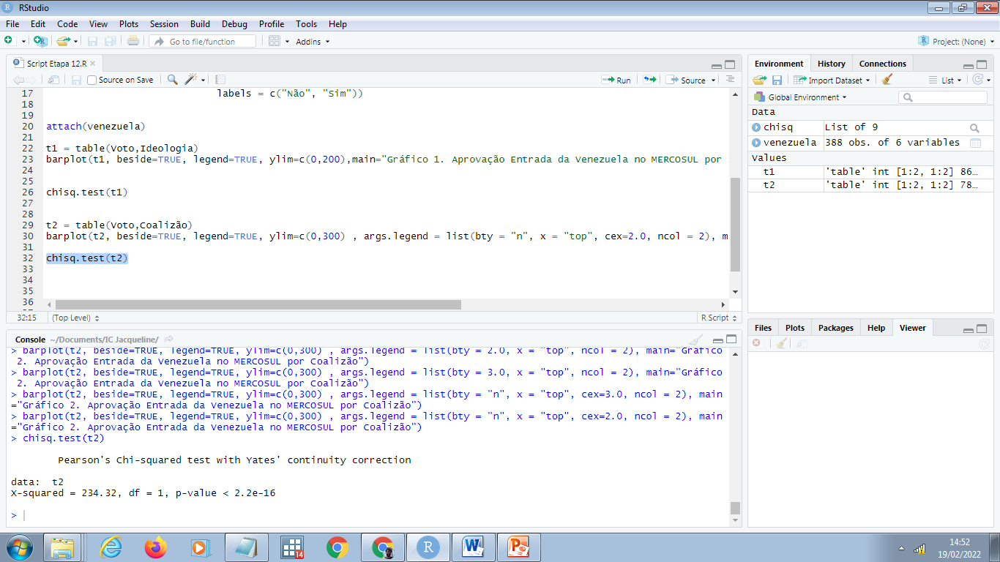 RStudio
File Edit Code View Plots Session Build Debug Profile Tools Help
Go to file/function Addins Project: (None)
Script Etapa 12.R
Source on Save Run Source
17 labels = c("Não", "Sim"))
18
19
20 attach(venezuela)
21
22 t1 = table(Voto,Ideologia)
23 barplot(t1, beside=TRUE, legend=TRUE, ylim=c(0,200),main="Gráfico 1. Aprovação Entrada da Venezuela no MERCOSUL por
24
25
26 chisq.test(t1)
27
28
29 t2 = table(Voto,Coalizão)
30 barplot(t2, beside=TRUE, legend=TRUE, ylim=c(0,300) , args.legend = list(bty = "n", x = "top", cex=2.0, ncol = 2), m
31
32 chisq.test(t2)
33
34
35
36
32:15 (Top Level) R Script
Console ~/Documents/IC Jacqueline/
> barplot(t2, beside=TRUE, legend=TRUE, ylim=c(0,300) , args.legend = list(bty = 2.0, x = "top", ncol = 2), main="Gráfico
2. Aprovação Entrada da Venezuela no MERCOSUL por Coalizão")
> barplot(t2, beside=TRUE, legend=TRUE, ylim=c(0,300) , args.legend = list(bty = 3.0, x = "top", ncol = 2), main="Gráfico
2. Aprovação Entrada da Venezuela no MERCOSUL por Coalizão")
> barplot(t2, beside=TRUE, legend=TRUE, ylim=c(0,300) , args.legend = list(bty = "n", x = "top", cex=3.0, ncol = 2), main
="Gráfico 2. Aprovação Entrada da Venezuela no MERCOSUL por Coalizão")
> barplot(t2, beside=TRUE, legend=TRUE, ylim=c(0,300) , args.legend = list(bty = "n", x = "top", cex=2.0, ncol = 2), main
="Gráfico 2. Aprovação Entrada da Venezuela no MERCOSUL por Coalizão")
> chisq.test(t2)
Pearson's Chi-squared test with Yates' continuity correction
data: t2
X-squared = 234.32, df = 1, p-value < 2.2e-16
>
Environment History Connections
Import Dataset List
Global Environment
Data
chisq List of 9
venezuela 388 obs. of 6 variables
Values
t1 'table' int [1:2, 1:2] 86…
t2 'table' int [1:2, 1:2] 78…
Files Plots Packages Help Viewer
14
14:52
19/02/2022